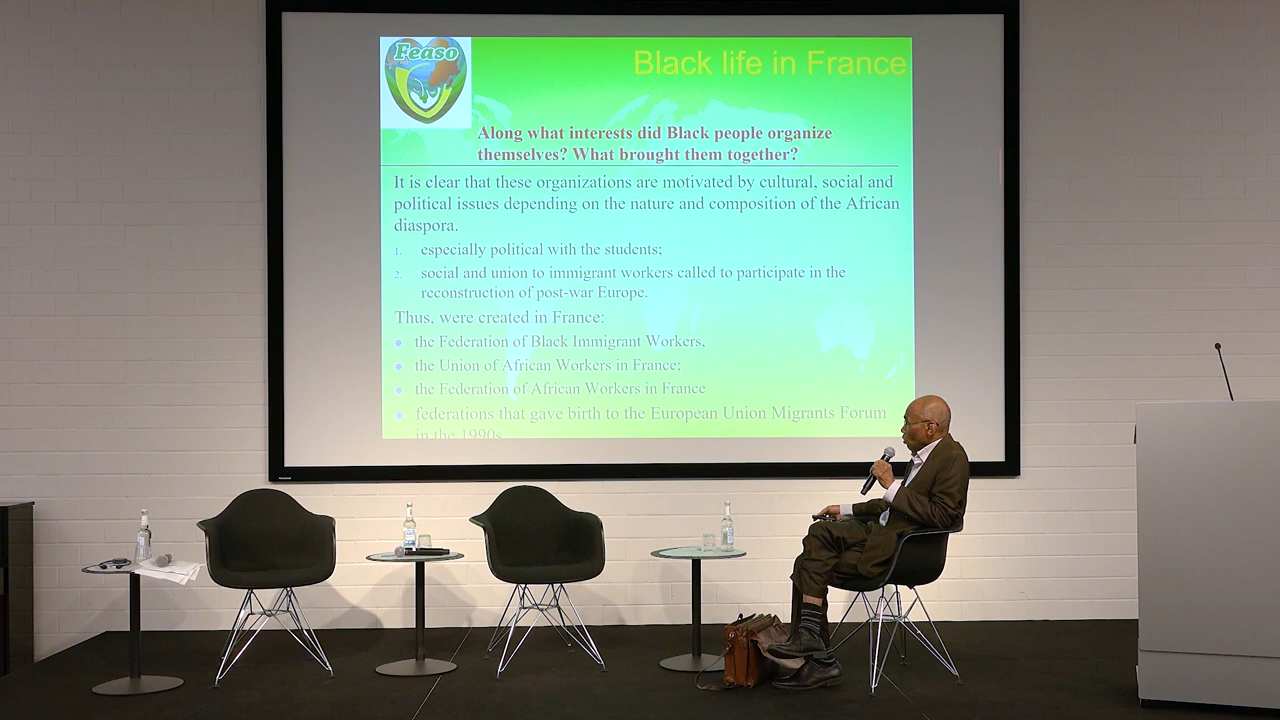 Feaso
Black life in France
Along what interests did Black people organize
themselves? What brought them together?
It is clear that these organizations are motivated by cultural, social and
political issues depending on the nature and composition of the African
diaspora.
1. especially political with the students;
2. social and union to immigrant workers called to participate in the
reconstruction of post-war Europe.
Thus, were created in France:
• the Federation of Black Immigrant Workers,
• the Union of African Workers in France;
• the Federation of African Workers in France
• federations that gave birth to the European Union Migrants Forum
in the 1990s